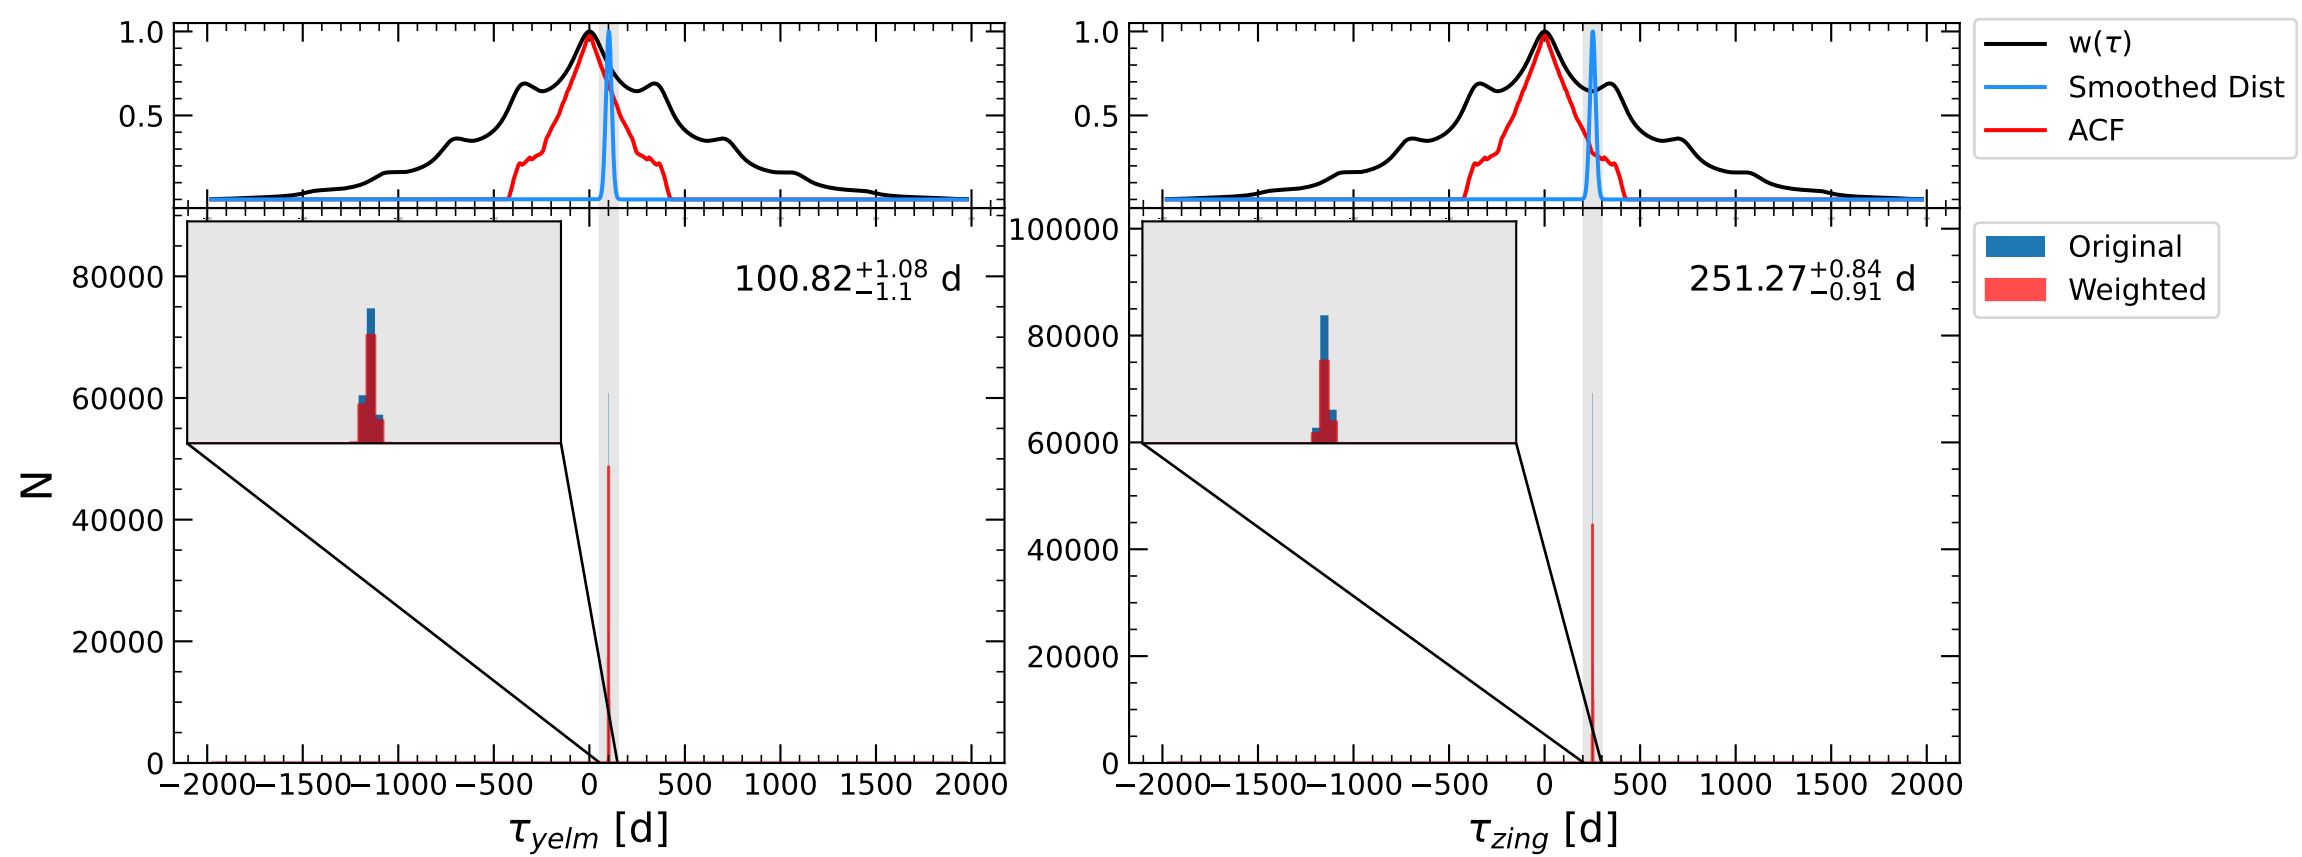 1.0
0.5
1.0
0.5
w(τ)
Smoothed Dist
ACF
80000
60000
40000
20000
0
N
100.82 +1.08 −1.1 d
−2000 −1500 −1000 −500 0 500 1000 1500 2000
τyelm [d]
100000
80000
60000
40000
20000
0
251.27 +0.84 −0.91 d
−2000 −1500 −1000 −500 0 500 1000 1500 2000
τzing [d]
Original
Weighted